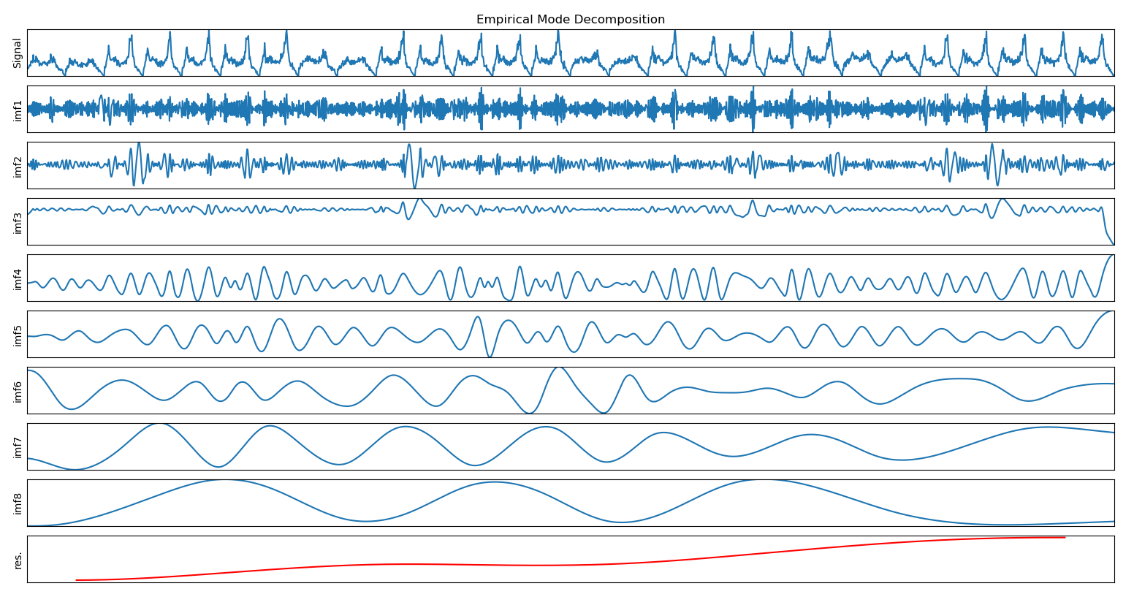 Empirical Mode Decomposition
Signal
imf1
imf2
imf3
imf4
imf5
imf6
imf7
imf8
res.